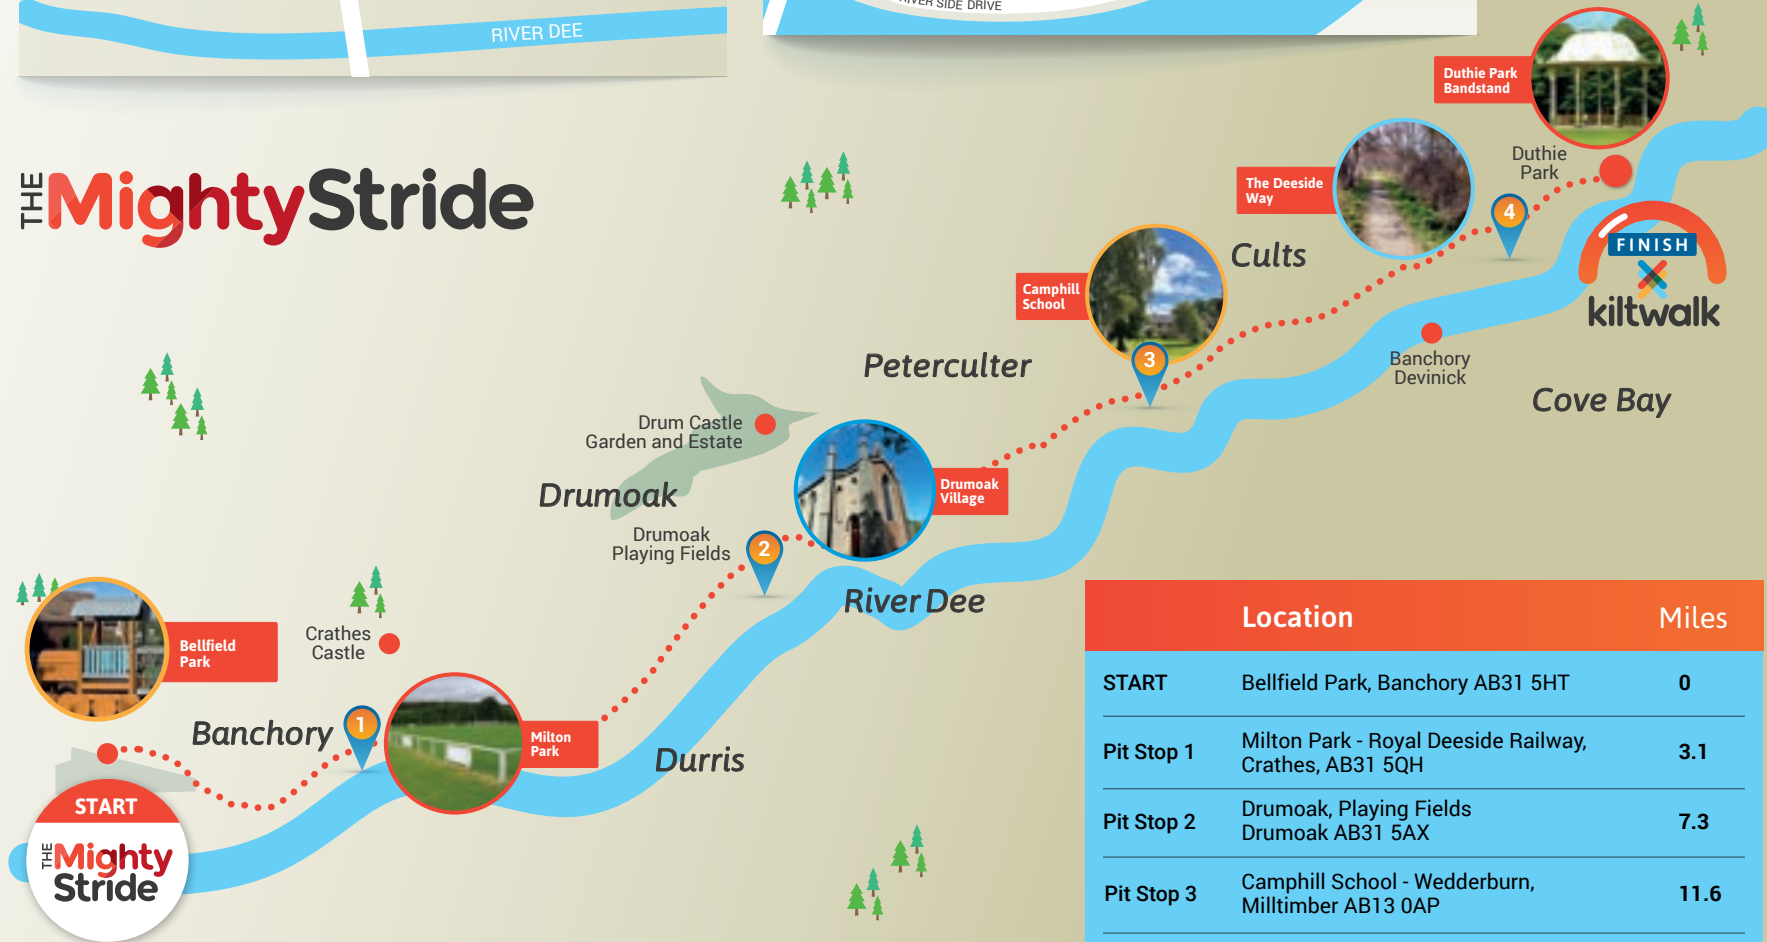 RIVER DEE
RIVER SIDE DRIVE
THE Mighty Stride
Duthie Park
Bandstand
Duthie
Park
The Deeside
Way
4
FINISH
kiltwalk
Cults
Camphill
School
3
Banchory
Devinick
Cove Bay
Peterculter
Drum Castle
Garden and Estate
Drumoak
Drumoak
Village
Drumoak
Playing Fields
2
River Dee
Bellfield
Park
Crathes
Castle
Banchory
1
Milton
Park
Durris
START
THE Mighty
Stride
Location Miles
START Bellfield Park, Banchory AB31 5HT 0
Pit Stop 1 Milton Park - Royal Deeside Railway,
Crathes, AB31 5QH 3.1
Pit Stop 2 Drumoak, Playing Fields
Drumoak AB31 5AX 7.3
Pit Stop 3 Camphill School - Wedderburn,
Milltimber AB13 0AP 11.6